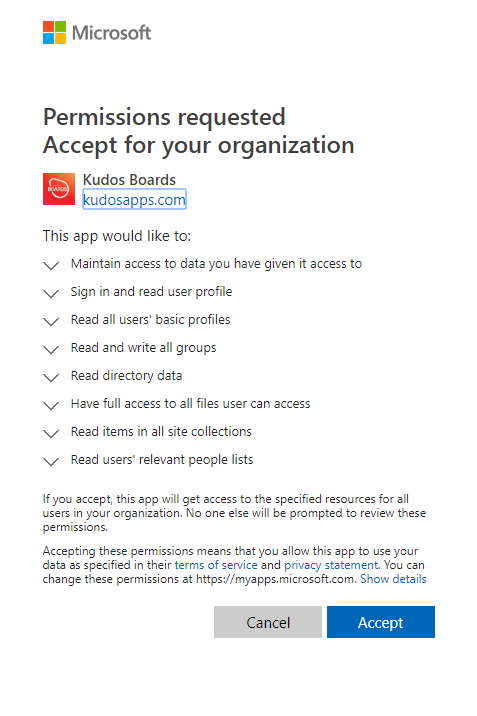 Microsoft
Permissions requested
Accept for your organization
BOARDS
Kudos Boards
kudosapps.com
This app would like to:
Maintain access to data you have given it access to
Sign in and read user profile
Read all users' basic profiles
Read and write all groups
Read directory data
Have full access to all files user can access
Read items in all site collections
Read users' relevant people lists
If you accept, this app will get access to the specified resources for all
users in your organization. No one else will be prompted to review these
permissions.
Accepting these permissions means that you allow this app to use your
data as specified in their terms of service and privacy statement. You can
change these permissions at https://myapps.microsoft.com. Show details
Cancel
Accept